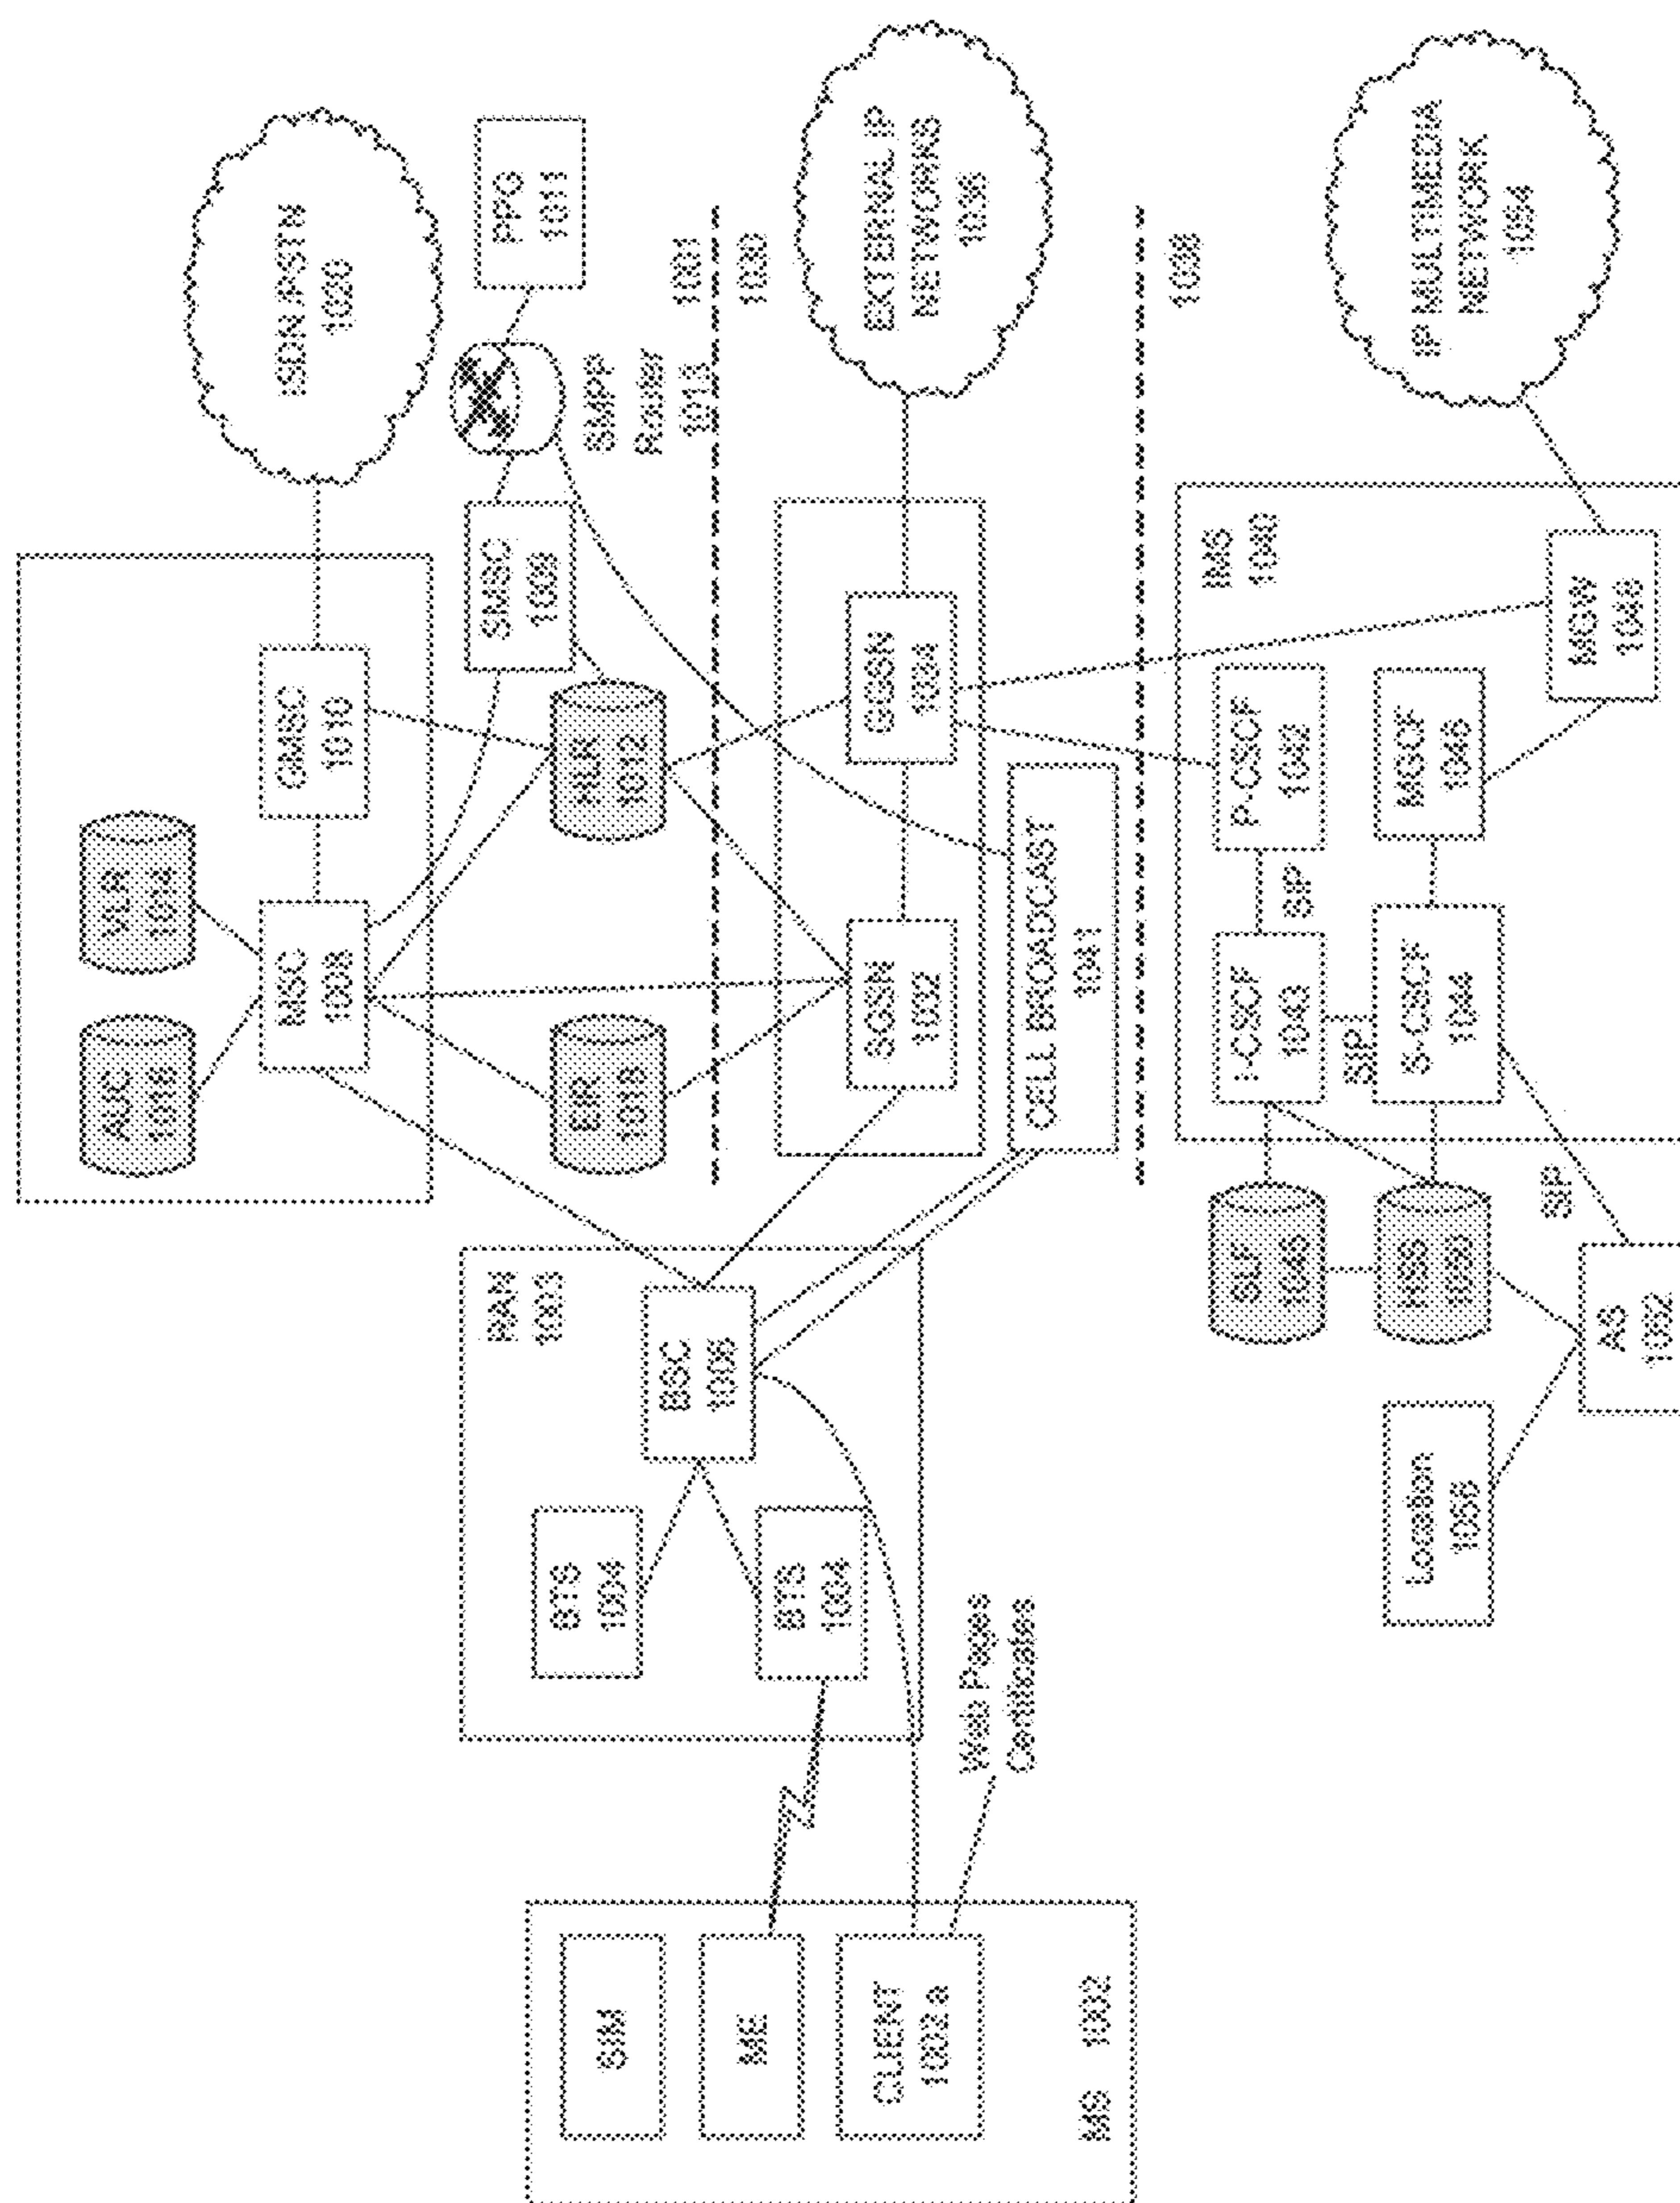 AUC
1016
VLR
1014
MSC
1008
GMSC
1010
ISDN /PSTN
1020
SMSC
1009
PPG
1011
SMPP
Router
1013
EIR
1018
HLR
1012
1001
1030
RAN
1003
BTS
1004
BSC
1006
BTS
1004
SIM
ME
CLIENT
1002 a
MS 1002
Web Pages
Certificates
SGSN
1032
GGSN
1034
EXTERNAL IP
NETWORKS
1036
CELL BROADCAST
1041
1038
IMS
1040
SLF
1045
I-CSCF
1043
SIP
P-CSCF
1042
SIP
HSS
1050
S-CSCF
1044
MGCF
1046
MGW
1048
IP MULTIMEDIA
NETWORK
1054
Location
1056
SIP
AS
1052